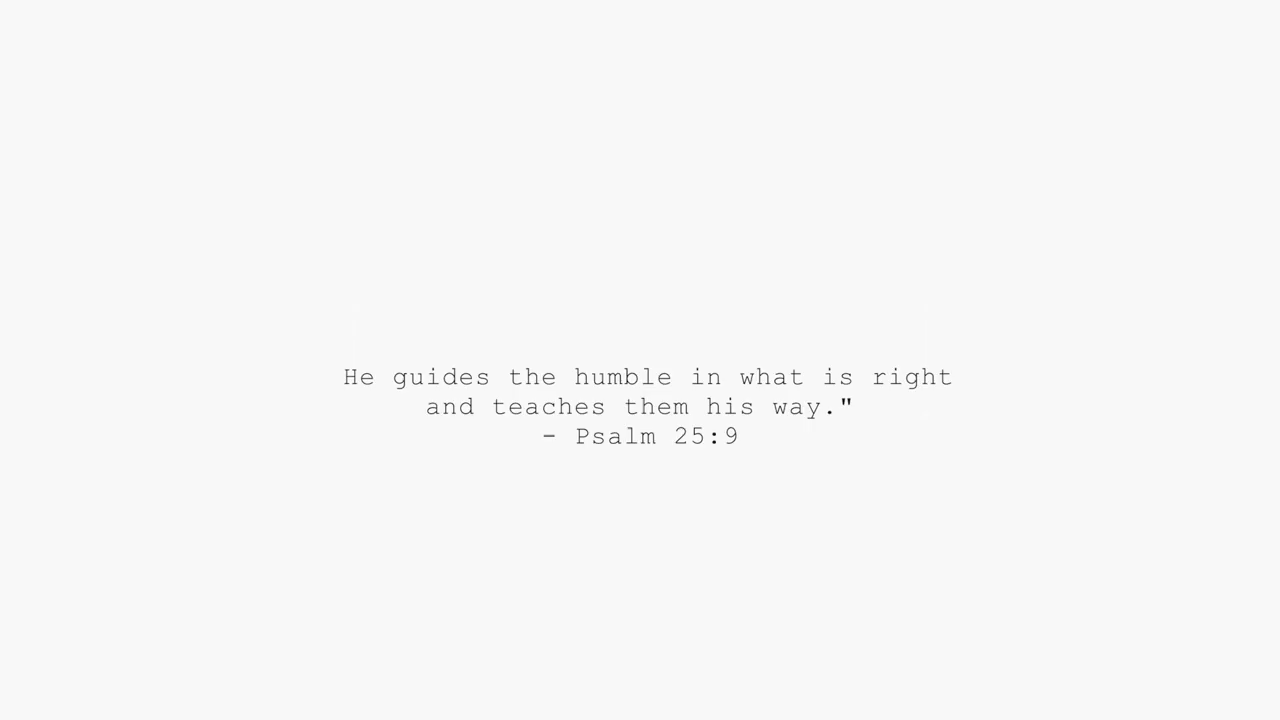 He guides the humble in what is right
and teaches them his way."
- Psalm 25:9